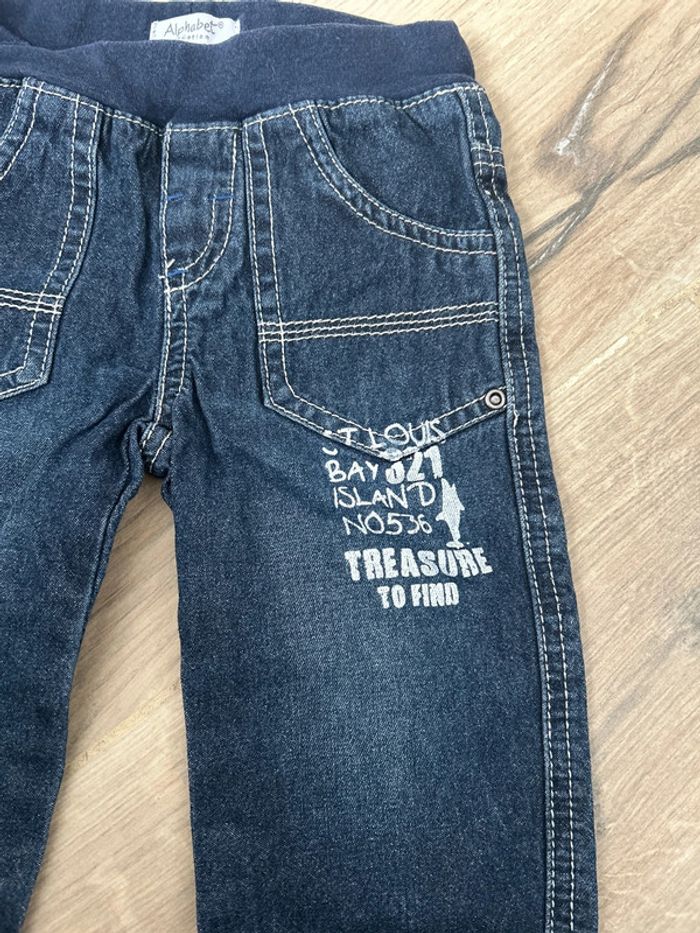 Alphabet®
ST LOUIS
BAY 821
ISLAND
NO536
TREASURE
TO FIND